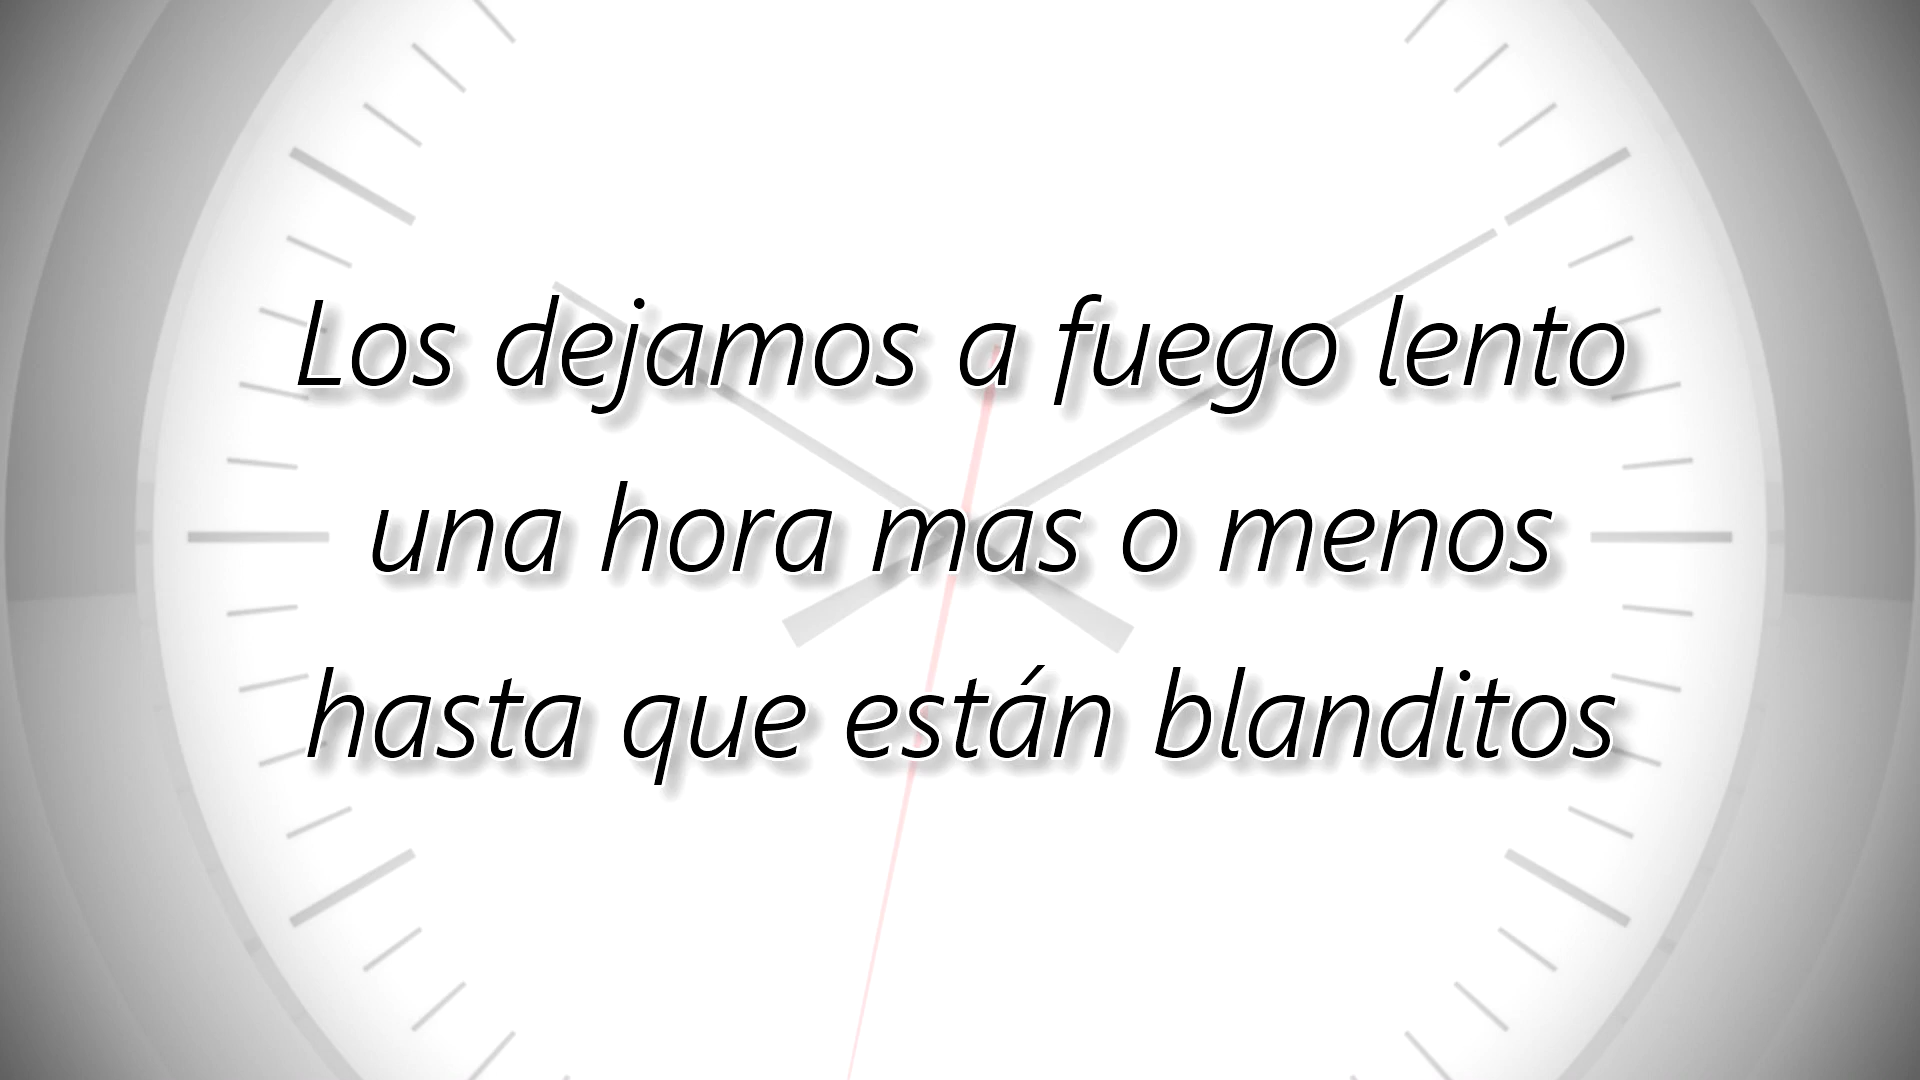 Los dejamos a fuego lento
una hora mas o menos
hasta que están blanditos